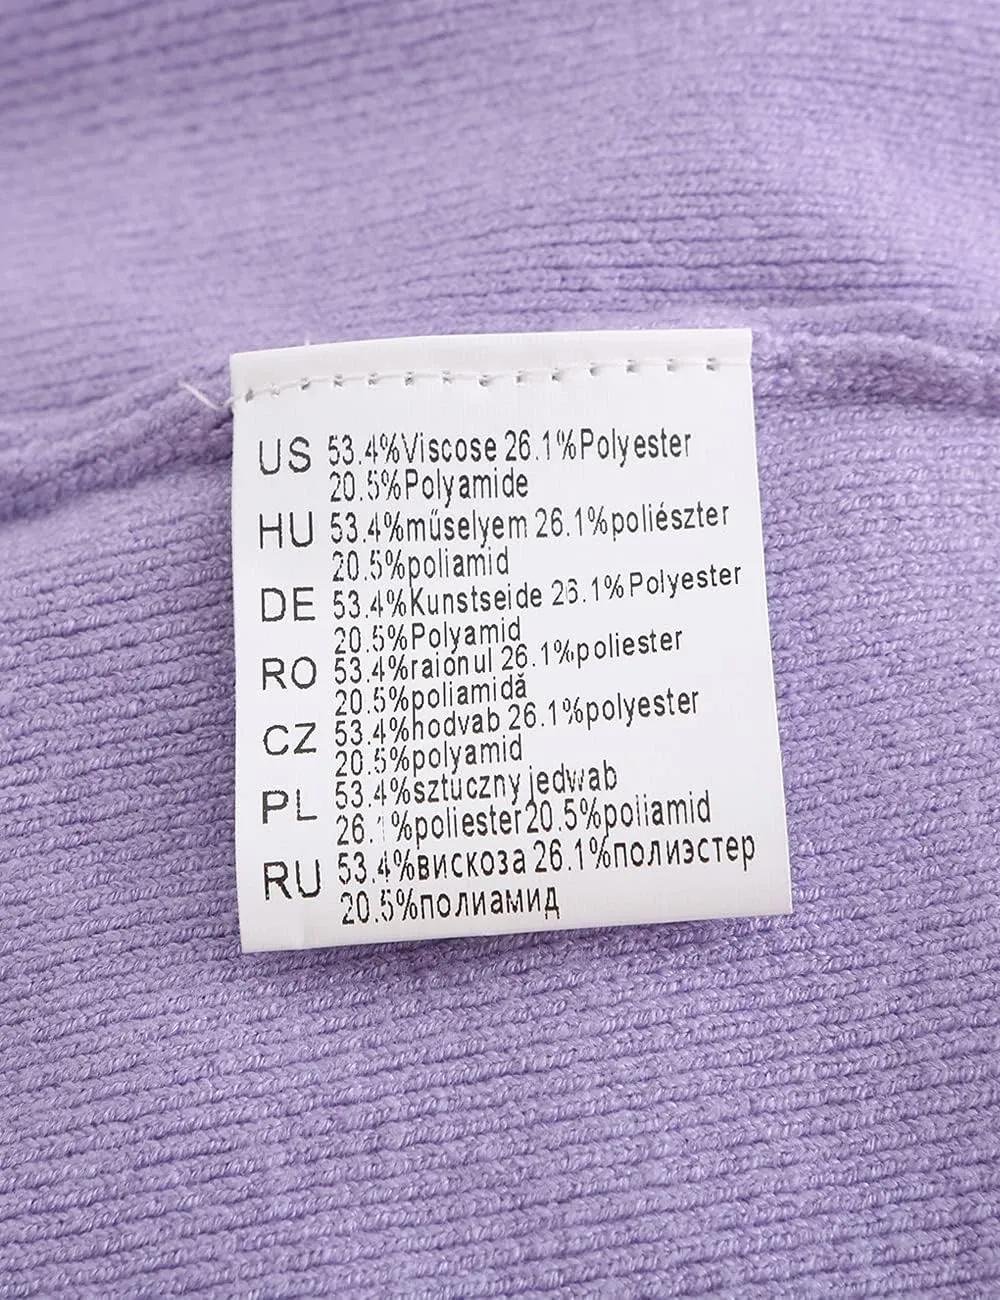 US 53.4%Viscose 26.1%Polyester
20.5%Polyamide
HU 53.4%műselyem 26.1%poliészter
20.5%poliamid
DE 53.4%Kunstseide 26.1%Polyester
20.5%Polyamid
RO 53.4%raionul 26.1%poliester
20.5%poliamidă
CZ 53.4%hodvab 26.1%polyester
20.5%polyamid
PL 53.4%sztuczny jedwab
26.1%poliester 20.5%poliamid
RU 53.4%вискоза 26.1%полиэстер
20.5%полиамид